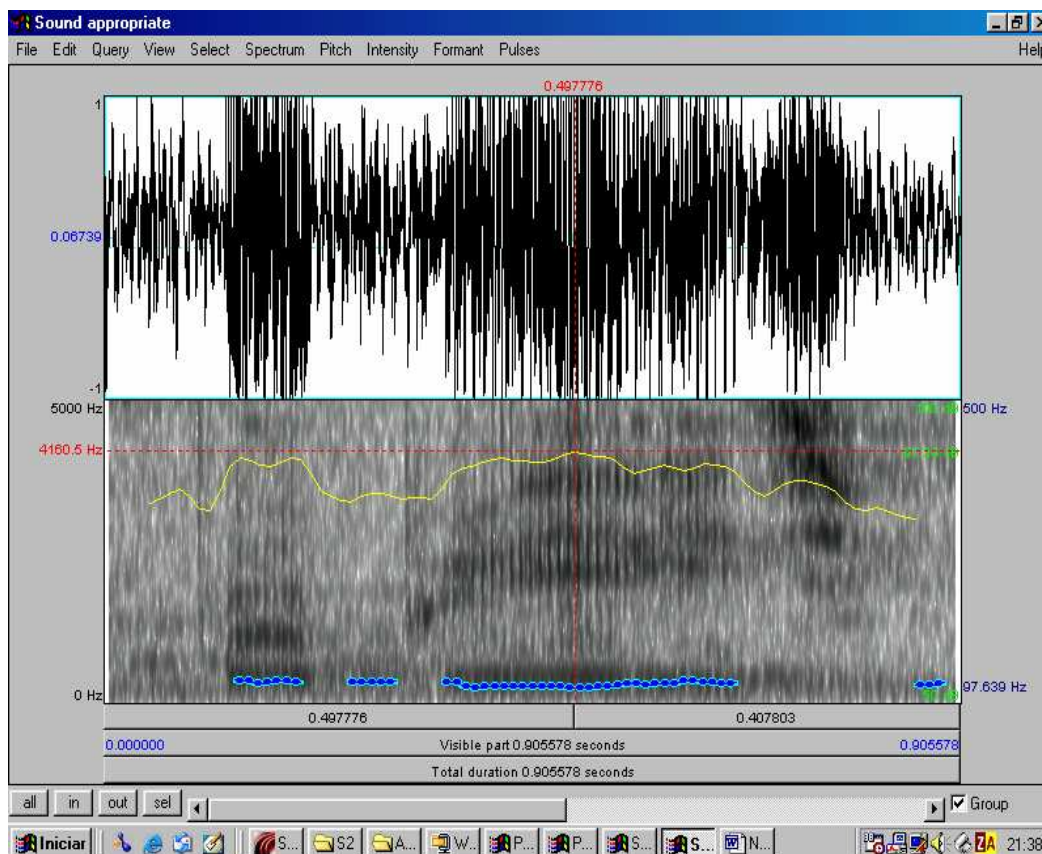 Sound appropriate
File Edit Query View Select Spectrum Pitch Intensity Formant Pulses Help
0.497776
1
0.06739
-1
5000 Hz 500 Hz
4160.5 Hz
0 Hz 97.639 Hz
0.497776 0.407803
0.000000 Visible part 0.905578 seconds 0.905578
Total duration 0.905578 seconds
all in out sel Group
Iniciar S... S2 A... W... P... P... S... S... N... ZA 21:38